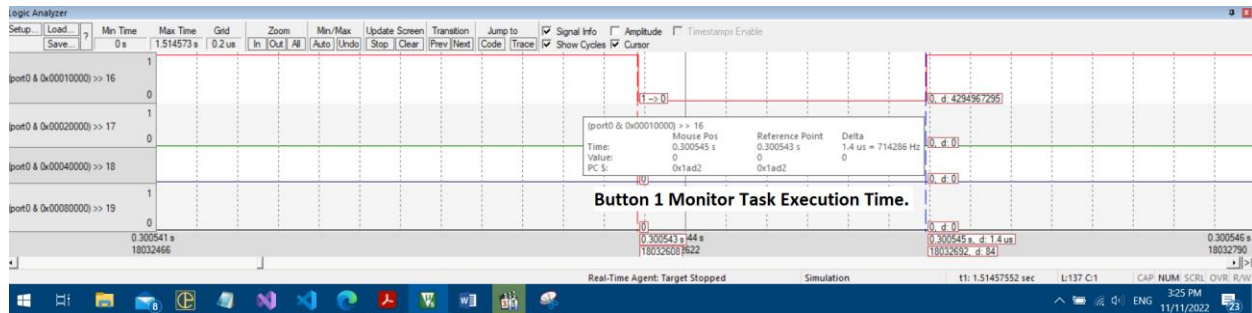 Logic Analyzer
Setup... Load... ? Min Time Max Time Grid Zoom Min/Max Update Screen Transition Jump to Signal Info Amplitude Timestamps Enable
Save... 0 s 1.514573 s 0.2 us In Out All Auto Undo Stop Clear Prev Next Code Trace Show Cycles Cursor
1
(port0 & 0x00010000) >> 16
0 1 --> 0 0, d: 4294967295
1
(port0 & 0x00020000) >> 17
0 0, d: 0
1
(port0 & 0x00040000) >> 18
0 0 0, d: 0
1
(port0 & 0x00080000) >> 19
0 0 0, d: 0
(port0 & 0x00010000) >> 16
Mouse Pos Reference Point Delta
Time: 0.300545 s 0.300543 s 1.4 us = 714286 Hz
Value: 0 0 0
PC $: 0x1ad2 0x1ad2
Button 1 Monitor Task Execution Time.
0.300541 s 0.300543 s 44 s 0.300545 s, d: 1.4 us 0.300546 s
18032466 18032608 18032692, d: 84 18032790
Real-Time Agent: Target Stopped Simulation t1: 1.51457552 sec L:137 C:1 CAP NUM SCRL OVR R/W
8 ENG 3:25 PM
11/11/2022 23